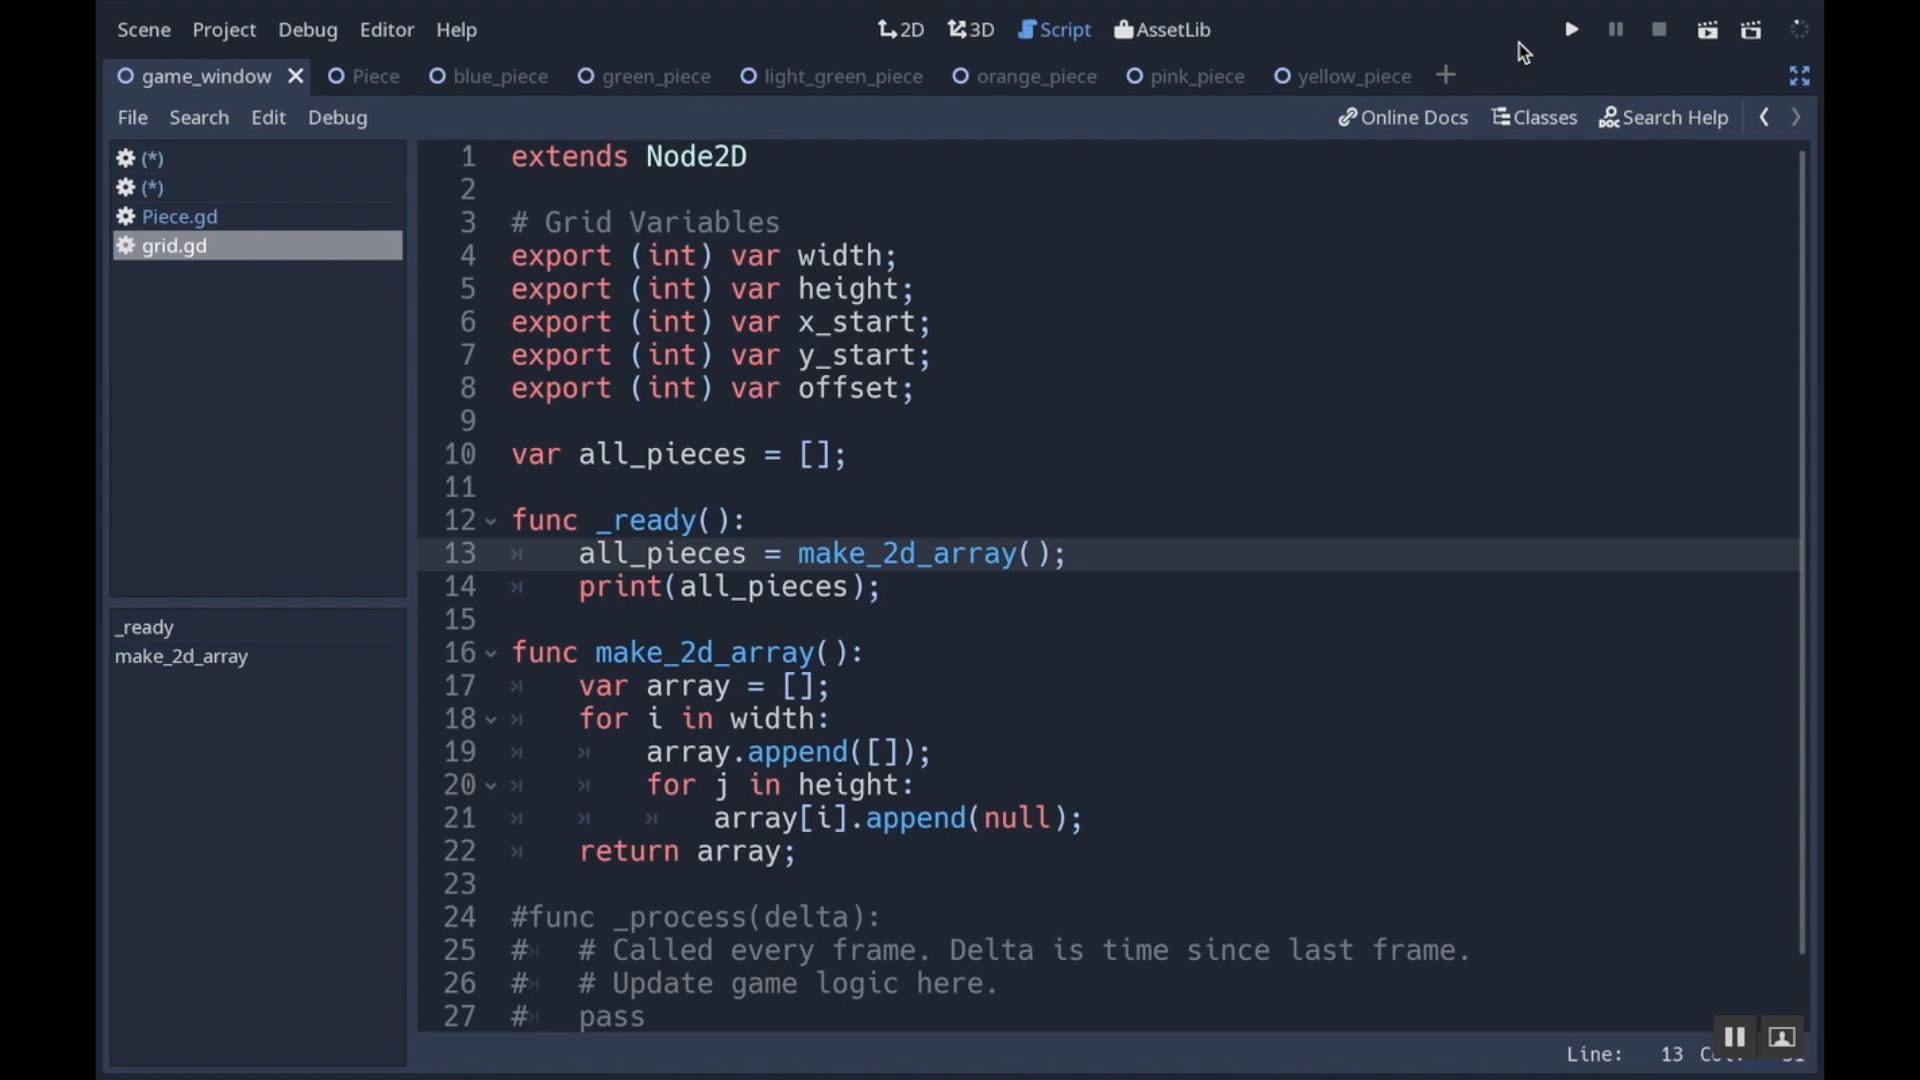 Scene Project Debug Editor Help 2D 3D Script AssetLib
game_window Piece blue_piece green_piece light_green_piece orange_piece pink_piece yellow_piece
File Search Edit Debug Online Docs Classes Search Help
(*)
(*)
Piece.gd
grid.gd
_ready
make_2d_array
1 extends Node2D
2
3 # Grid Variables
4 export (int) var width;
5 export (int) var height;
6 export (int) var x_start;
7 export (int) var y_start;
8 export (int) var offset;
9
10 var all_pieces = [];
11
12 func _ready():
13 all_pieces = make_2d_array();
14 print(all_pieces);
15
16 func make_2d_array():
17 var array = [];
18 for i in width:
19 array.append([]);
20 for j in height:
21 array[i].append(null);
22 return array;
23
24 #func _process(delta):
25 # # Called every frame. Delta is time since last frame.
26 # # Update game logic here.
27 # pass
Line: 13